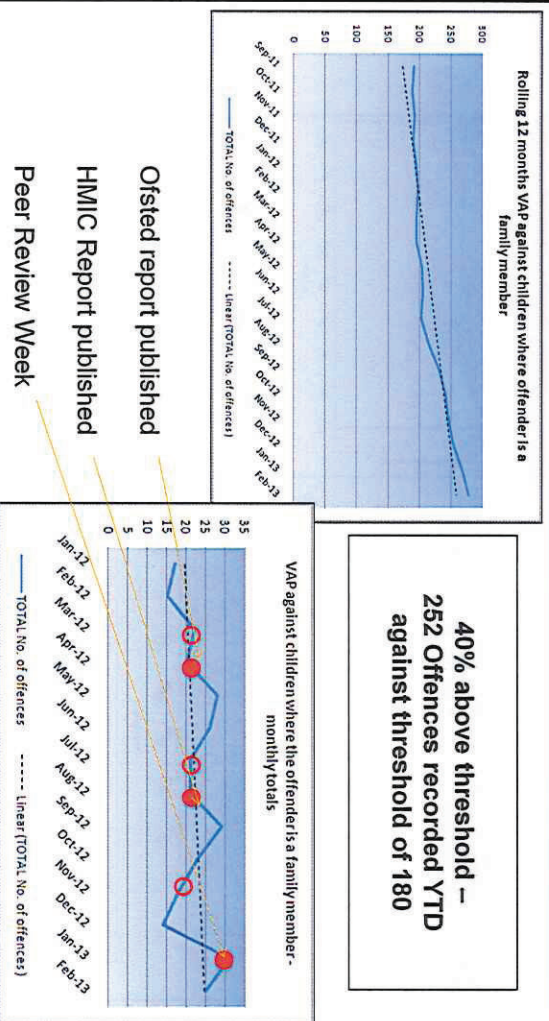 Rolling 12 months VAP against children where offender is a
family member
300
250
200
150
100
50
0
Sep-11
Oct-11
Nov-11
Dec-11
Jan-12
Feb-12
Mar-12
Apr-12
May-12
Jun-12
Jul-12
Aug-12
Sep-12
Oct-12
Nov-12
Dec-12
Jan-13
Feb-13
TOTAL No. of offences
Linear (TOTAL No. of offences)
40% above threshold –
252 Offences recorded YTD
against threshold of 180
Ofsted report published
HMIC Report published
Peer Review Week
VAP against children where the offender is a family member -
monthly totals
35
30
25
20
15
10
5
0
Jan-12
Feb-12
Mar-12
Apr-12
May-12
Jun-12
Jul-12
Aug-12
Sep-12
Oct-12
Nov-12
Dec-12
Jan-13
Feb-13
TOTAL No. of offences
Linear (TOTAL No. of offences)